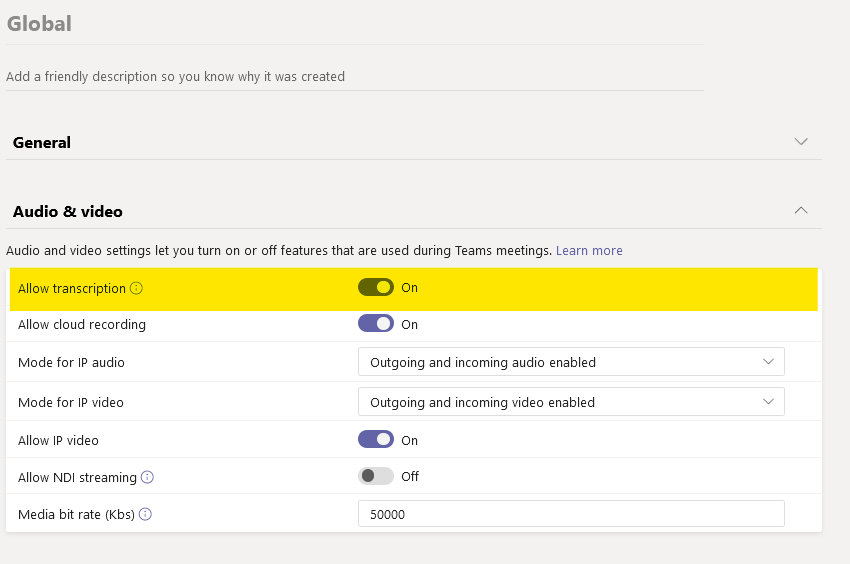 Global
Add a friendly description so you know why it was created
General
Audio & video
Audio and video settings let you turn on or off features that are used during Teams meetings. Learn more
Allow transcription On
Allow cloud recording On
Mode for IP audio Outgoing and incoming audio enabled
Mode for IP video Outgoing and incoming video enabled
Allow IP video On
Allow NDI streaming Off
Media bit rate (Kbs) 50000